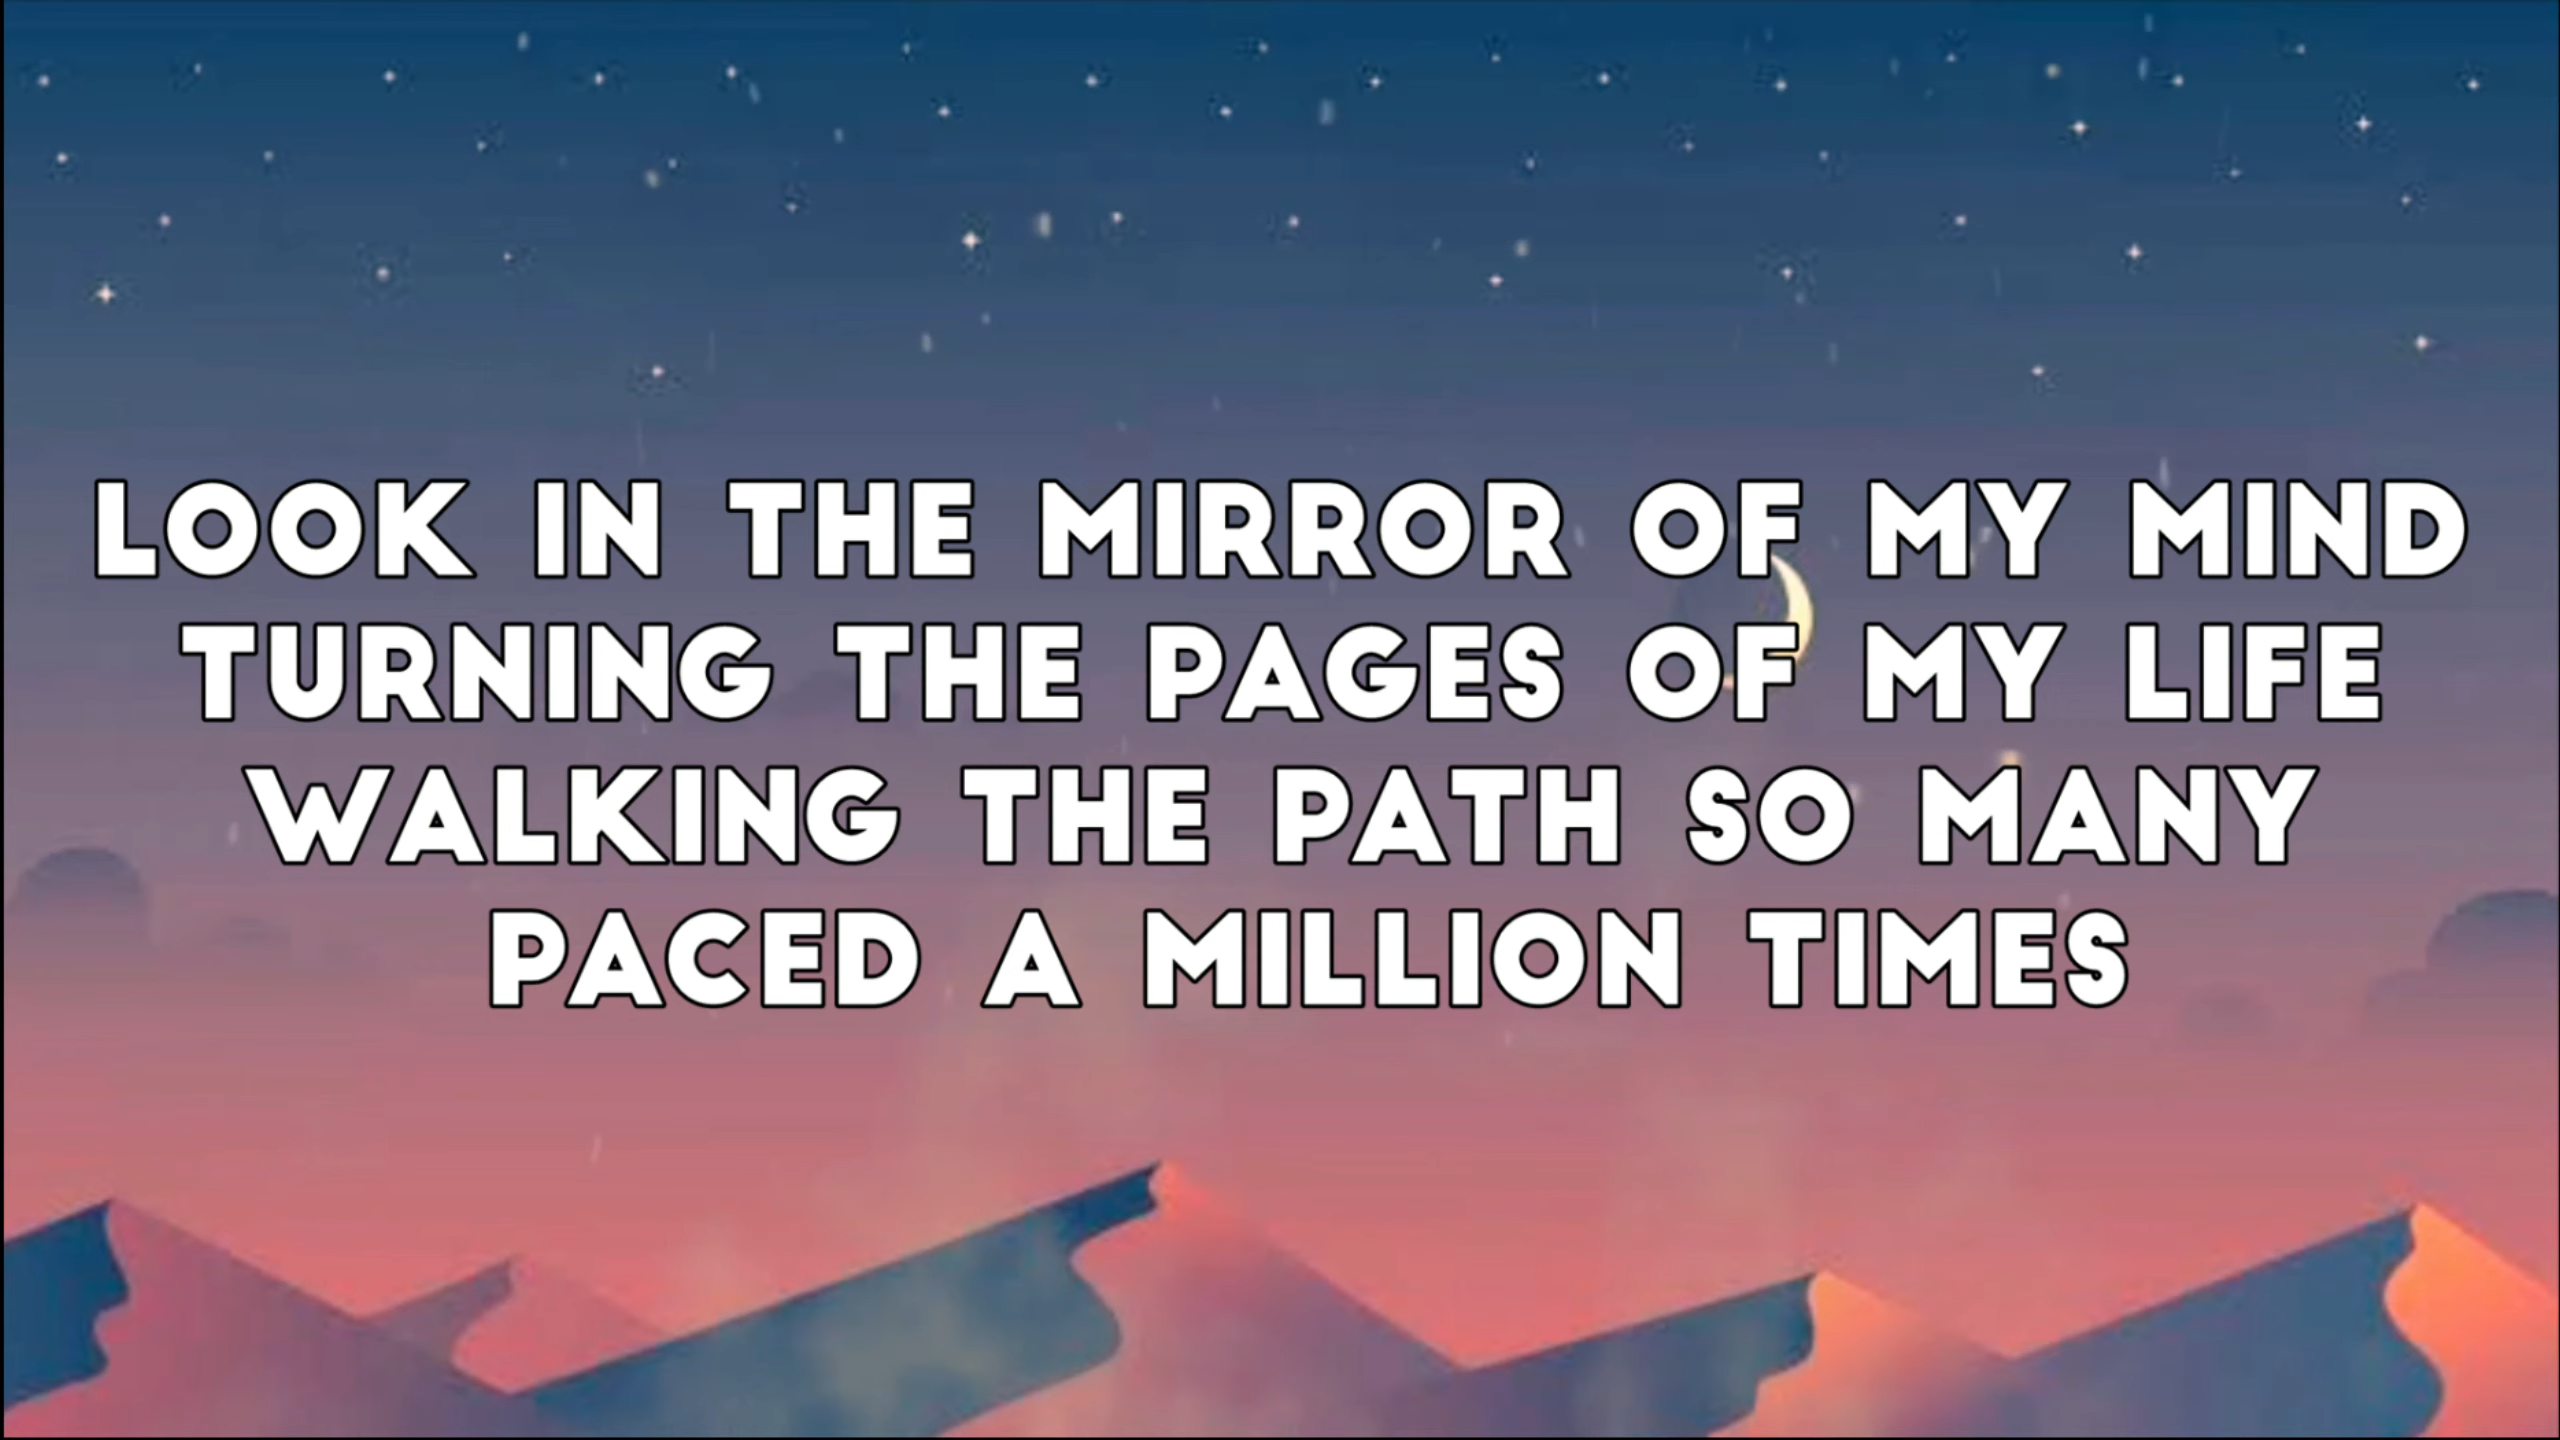 LOOK IN THE MIRROR OF MY MIND
TURNING THE PAGES OF MY LIFE
WALKING THE PATH SO MANY
PACED A MILLION TIMES